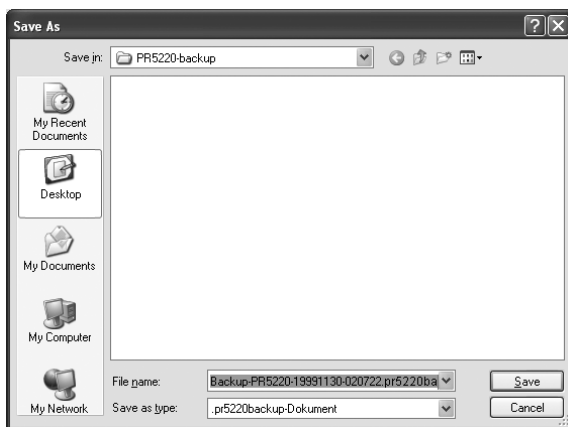 Save As
Save in:
PR5220-backup
My Recent
Documents
Desktop
My Documents
My Computer
My Network
File name:
Backup-PR5220-19991130-020722.pr5220ba
Save
Save as type:
.pr5220backup-Dokument
Cancel